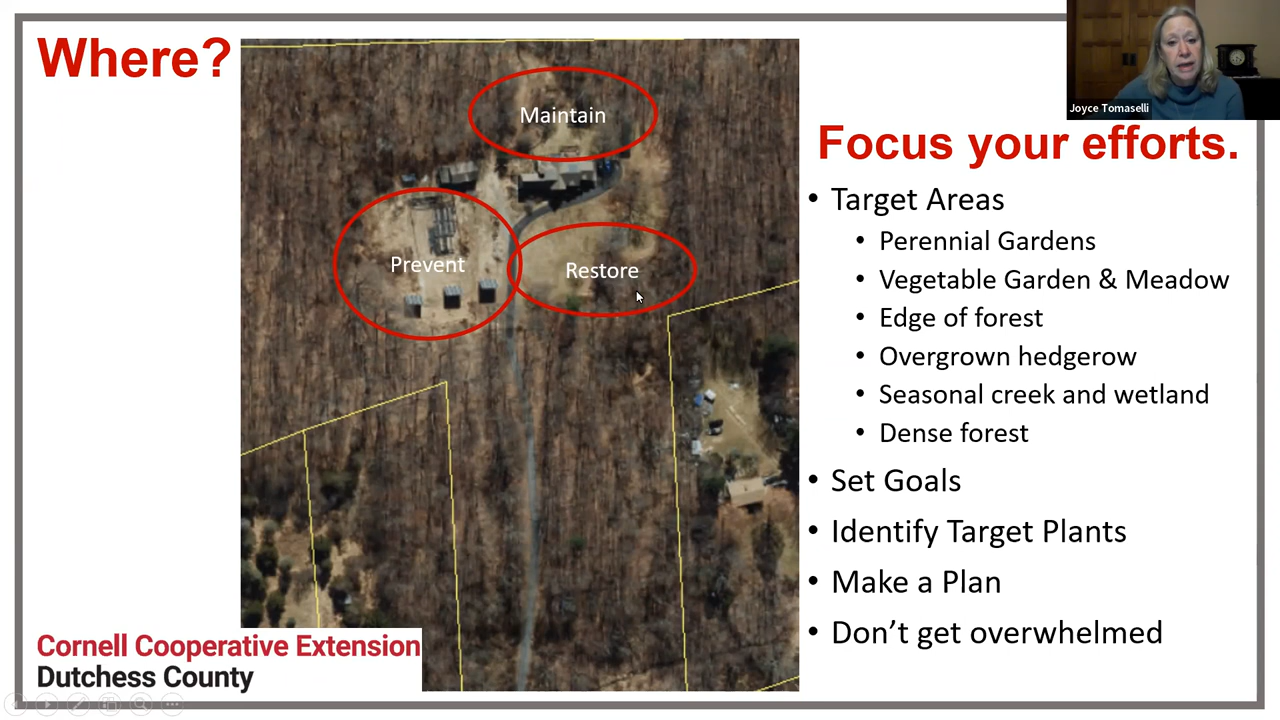 Where?
Joyce Tomaselli
Maintain
Prevent
Restore
Focus your efforts.
• Target Areas
• Perennial Gardens
• Vegetable Garden & Meadow
• Edge of forest
• Overgrown hedgerow
• Seasonal creek and wetland
• Dense forest
• Set Goals
• Identify Target Plants
• Make a Plan
• Don’t get overwhelmed
Cornell Cooperative Extension
Dutchess County